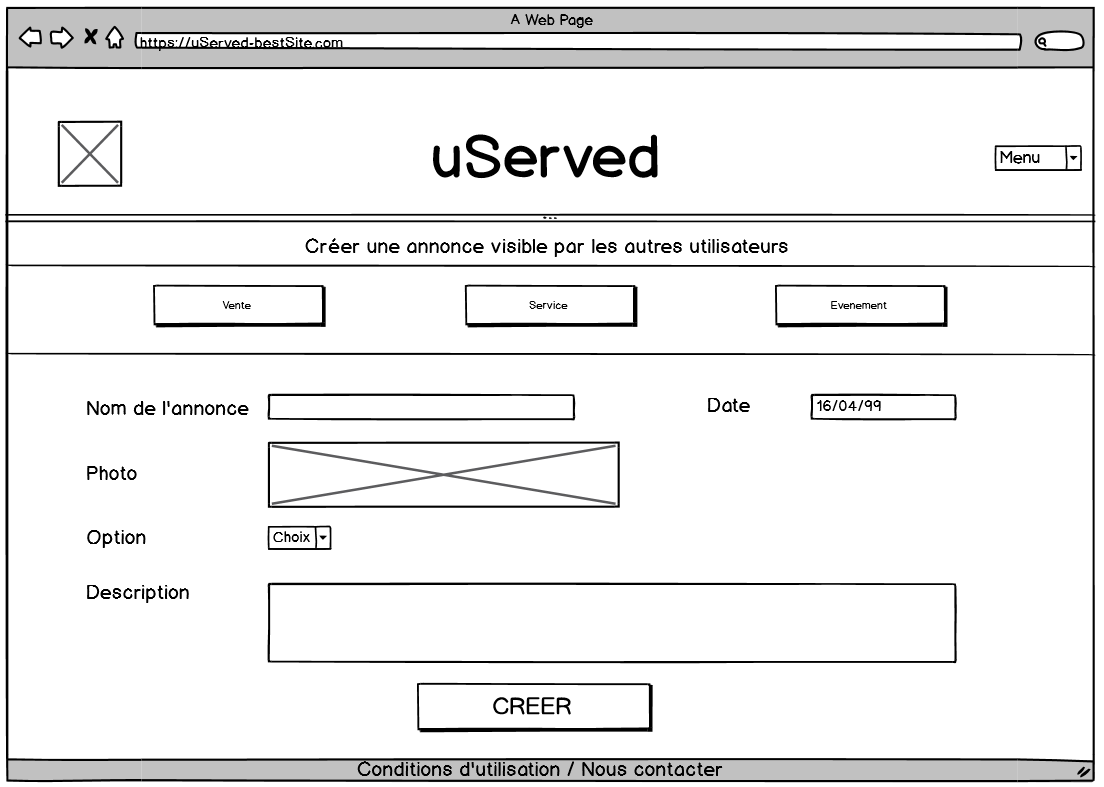 A Web Page
https://uServed-bestSite.com
uServed
Menu
Créer une annonce visible par les autres utilisateurs
Vente
Service
Evenement
Nom de l'annonce
Date
16/04/99
Photo
Option
Choix
Description
CREER
Conditions d'utilisation / Nous contacter